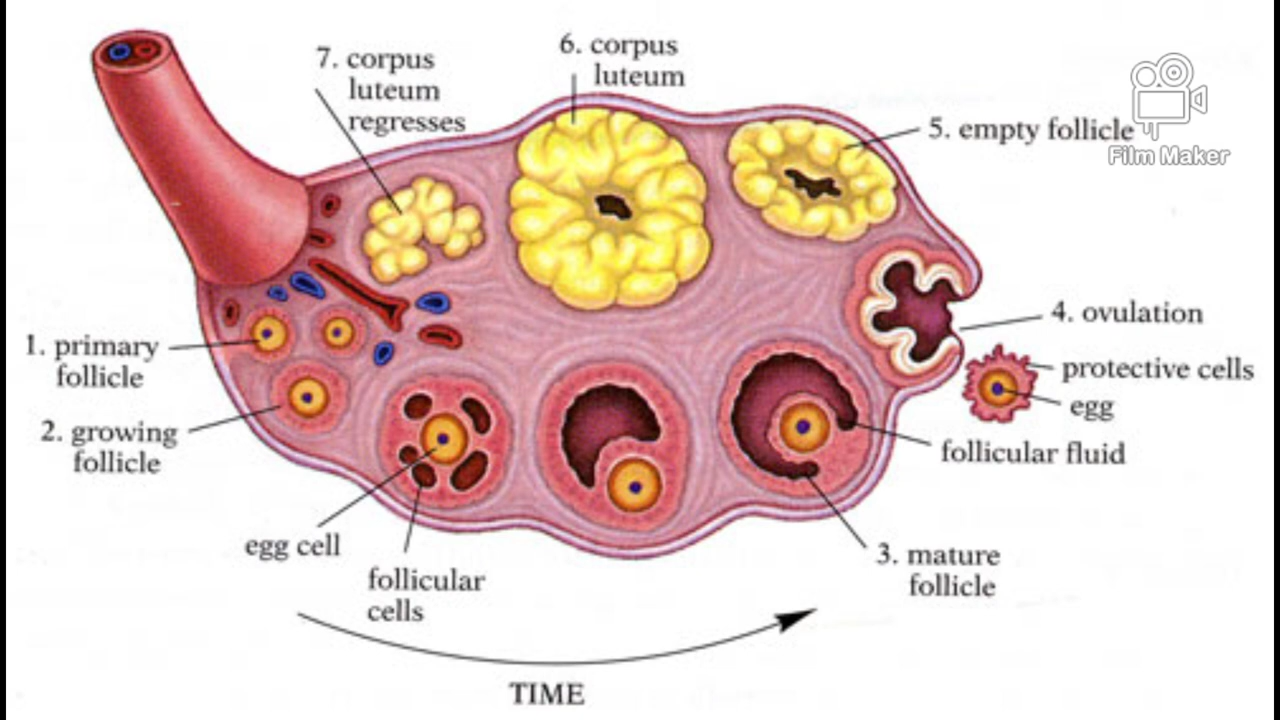 7. corpus
luteum
regresses
6. corpus
luteum
5. empty follicle
Film Maker
4. ovulation
protective cells
egg
follicular fluid
3. mature
follicle
1. primary
follicle
2. growing
follicle
egg cell
follicular
cells
TIME